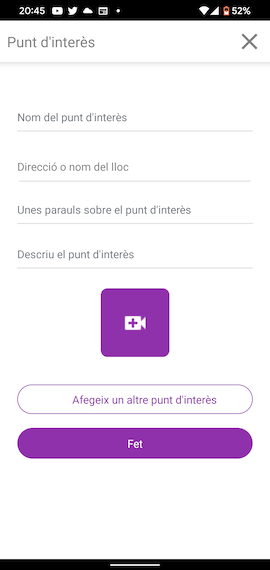 20:45
52%
Punt d'interès
Nom del punt d'interès
Direcció o nom del lloc
Unes parauls sobre el punt d'interès
Descriu el punt d'interès
Afegeix un altre punt d'interès
Fet